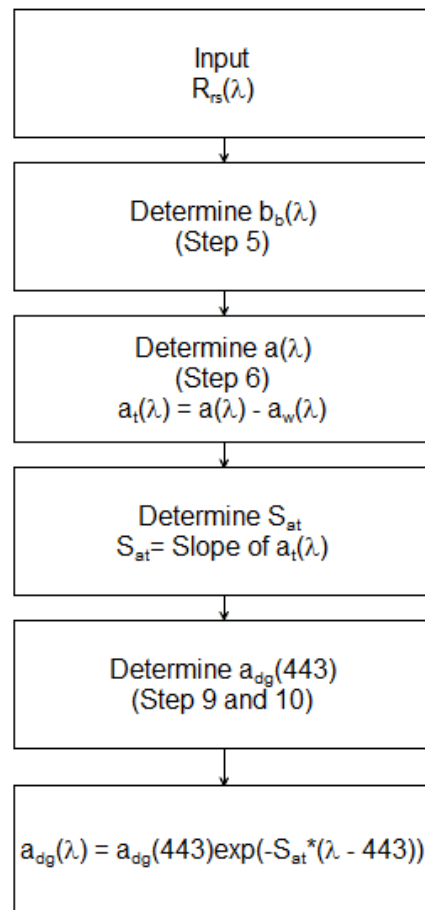 Input
Rrs(λ)
Determine bb(λ)
(Step 5)
Determine a(λ)
(Step 6)
at(λ) = a(λ) - aw(λ)
Determine Sat
Sat= Slope of at(λ)
Determine adg(443)
(Step 9 and 10)
adg(λ) = adg(443)exp(-Sat*(λ - 443))